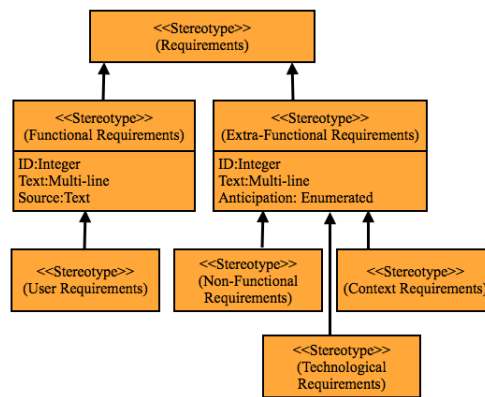 <<Stereotype>>
(Requirements)
<<Stereotype>>
(Functional Requirements)
ID:Integer
Text:Multi-line
Source:Text
<<Stereotype>>
(Extra-Functional Requirements)
ID:Integer
Text:Multi-line
Anticipation: Enumerated
<<Stereotype>>
(User Requirements)
<<Stereotype>>
(Non-Functional
Requirements)
<<Stereotype>>
(Context Requirements)
<<Stereotype>>
(Technological
Requirements)